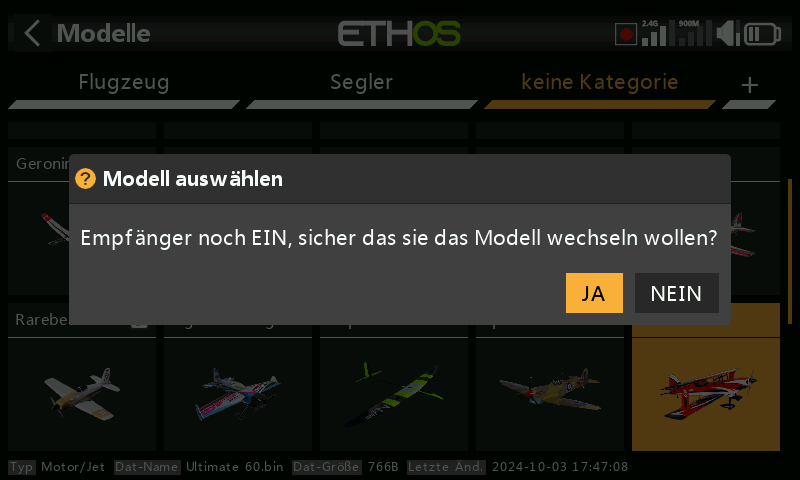 Modelle
ETHOS
2.4G
900M
Flugzeug
Segler
keine Kategorie
+
Modell auswählen
Empfänger noch EIN, sicher das sie das Modell wechseln wollen?
JA
NEIN
Typ Motor/Jet Dat-Name Ultimate 60.bin Dat-Größe 766B Letzte Änd. 2024-10-03 17:47:08